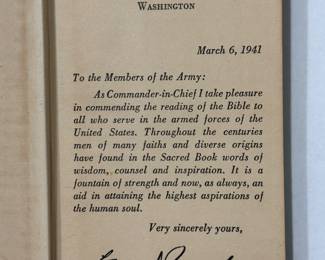 WASHINGTON
March 6, 1941
To the Members of the Army:
As Commander-in-Chief I take pleasure
in commending the reading of the Bible to
all who serve in the armed forces of the
United States. Throughout the centuries
men of many faiths and diverse origins
have found in the Sacred Book words of
wisdom, counsel and inspiration. It is a
fountain of strength and now, as always, an
aid in attaining the highest aspirations of
the human soul.
Very sincerely yours,